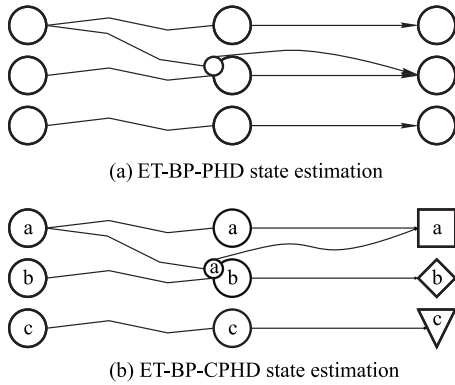 (a) ET-BP-PHD state estimation
a a a
a
b b b
c c c
(b) ET-BP-CPHD state estimation